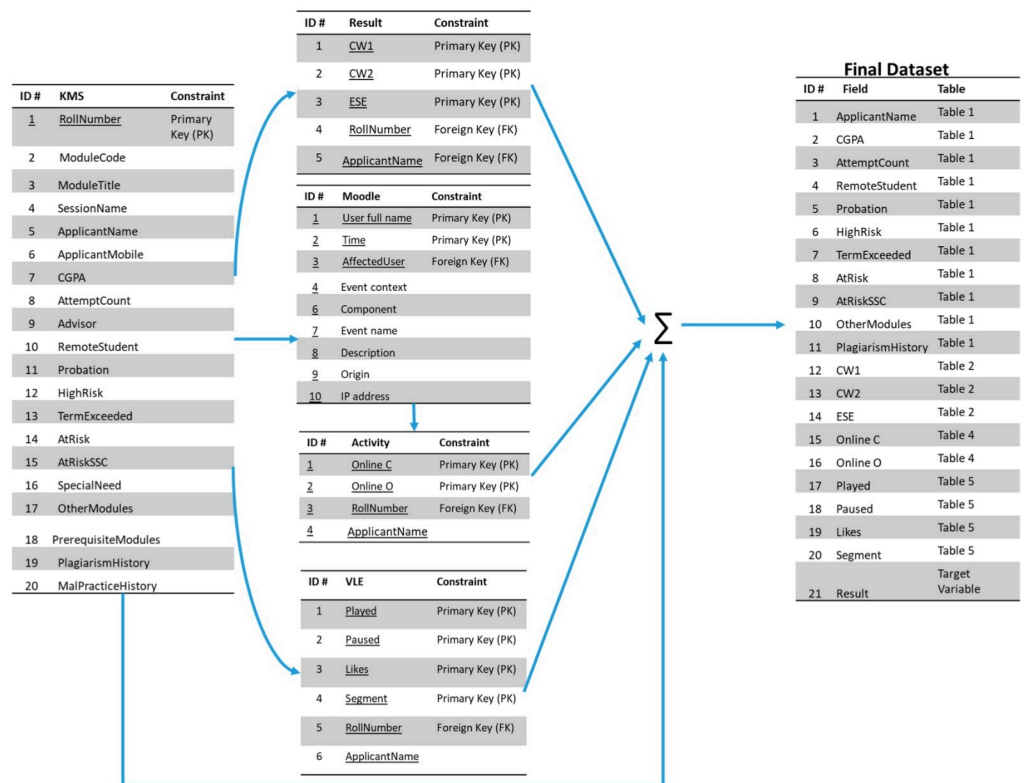 ID # KMS Constraint
1 RollNumber Primary
Key (PK)
2 ModuleCode
3 ModuleTitle
4 SessionName
5 ApplicantName
6 ApplicantMobile
7 CGPA
8 AttemptCount
9 Advisor
10 RemoteStudent
11 Probation
12 HighRisk
13 TermExceeded
14 AtRisk
15 AtRiskSSC
16 SpecialNeed
17 OtherModules
18 PrerequisiteModules
19 PlagiarismHistory
20 MalPracticeHistory
ID # Result Constraint
1 CW1 Primary Key (PK)
2 CW2 Primary Key (PK)
3 ESE Primary Key (PK)
4 RollNumber Foreign Key (FK)
5 ApplicantName Foreign Key (FK)
ID # Moodle Constraint
1 User full name Primary Key (PK)
2 Time Primary Key (PK)
3 AffectedUser Foreign Key (FK)
4 Event context
6 Component
7 Event name
8 Description
9 Origin
10 IP address
ID # Activity Constraint
1 Online C Primary Key (PK)
2 Online O Primary Key (PK)
3 RollNumber Foreign Key (FK)
4 ApplicantName
ID # VLE Constraint
1 Played Primary Key (PK)
2 Paused Primary Key (PK)
3 Likes Primary Key (PK)
4 Segment Primary Key (PK)
5 RollNumber Foreign Key (FK)
6 ApplicantName
∑
Final Dataset
ID # Field Table
1 ApplicantName Table 1
2 CGPA Table 1
3 AttemptCount Table 1
4 RemoteStudent Table 1
5 Probation Table 1
6 HighRisk Table 1
7 TermExceeded Table 1
8 AtRisk Table 1
9 AtRiskSSC Table 1
10 OtherModules Table 1
11 PlagiarismHistory Table 1
12 CW1 Table 2
13 CW2 Table 2
14 ESE Table 2
15 Online C Table 4
16 Online O Table 4
17 Played Table 5
18 Paused Table 5
19 Likes Table 5
20 Segment Table 5
Target
21 Result Variable